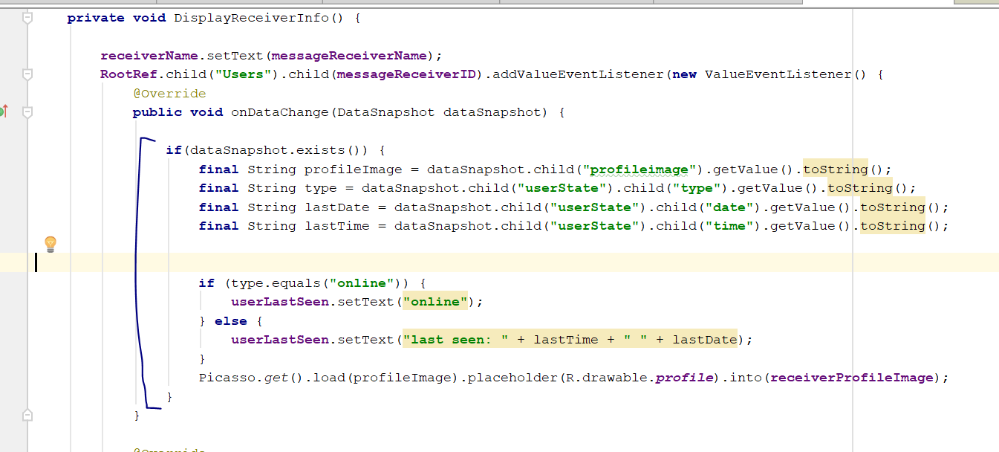 private void DisplayReceiverInfo() {
receiverName.setText(messageReceiverName);
RootRef.child("Users").child(messageReceiverID).addValueEventListener(new ValueEventListener() {
@Override
public void onDataChange(DataSnapshot dataSnapshot) {
if(dataSnapshot.exists()) {
final String profileImage = dataSnapshot.child("profileimage").getValue().toString();
final String type = dataSnapshot.child("userState").child("type").getValue().toString();
final String lastDate = dataSnapshot.child("userState").child("date").getValue().toString();
final String lastTime = dataSnapshot.child("userState").child("time").getValue().toString();
if (type.equals("online")) {
userLastSeen.setText("online");
} else {
userLastSeen.setText("last seen: " + lastTime + " " + lastDate);
}
Picasso.get().load(profileImage).placeholder(R.drawable.profile).into(receiverProfileImage);
}
}
@Override